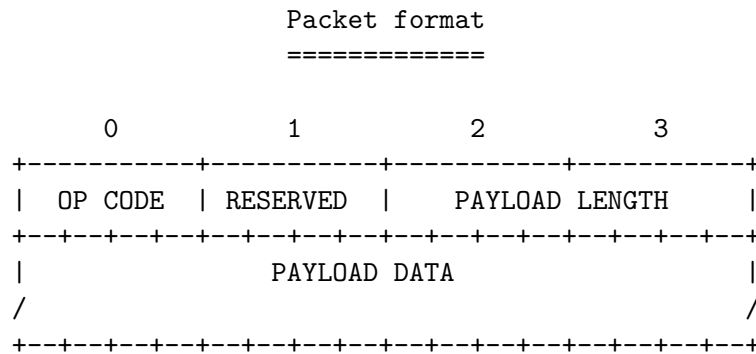 Packet format
=============
0 1 2 3
+-----------+-----------+-----------+-----------+
| OP CODE | RESERVED | PAYLOAD LENGTH |
+--+--+--+--+--+--+--+--+--+--+--+--+--+--+--+--+
| PAYLOAD DATA |
/ /
+--+--+--+--+--+--+--+--+--+--+--+--+--+--+--+--+